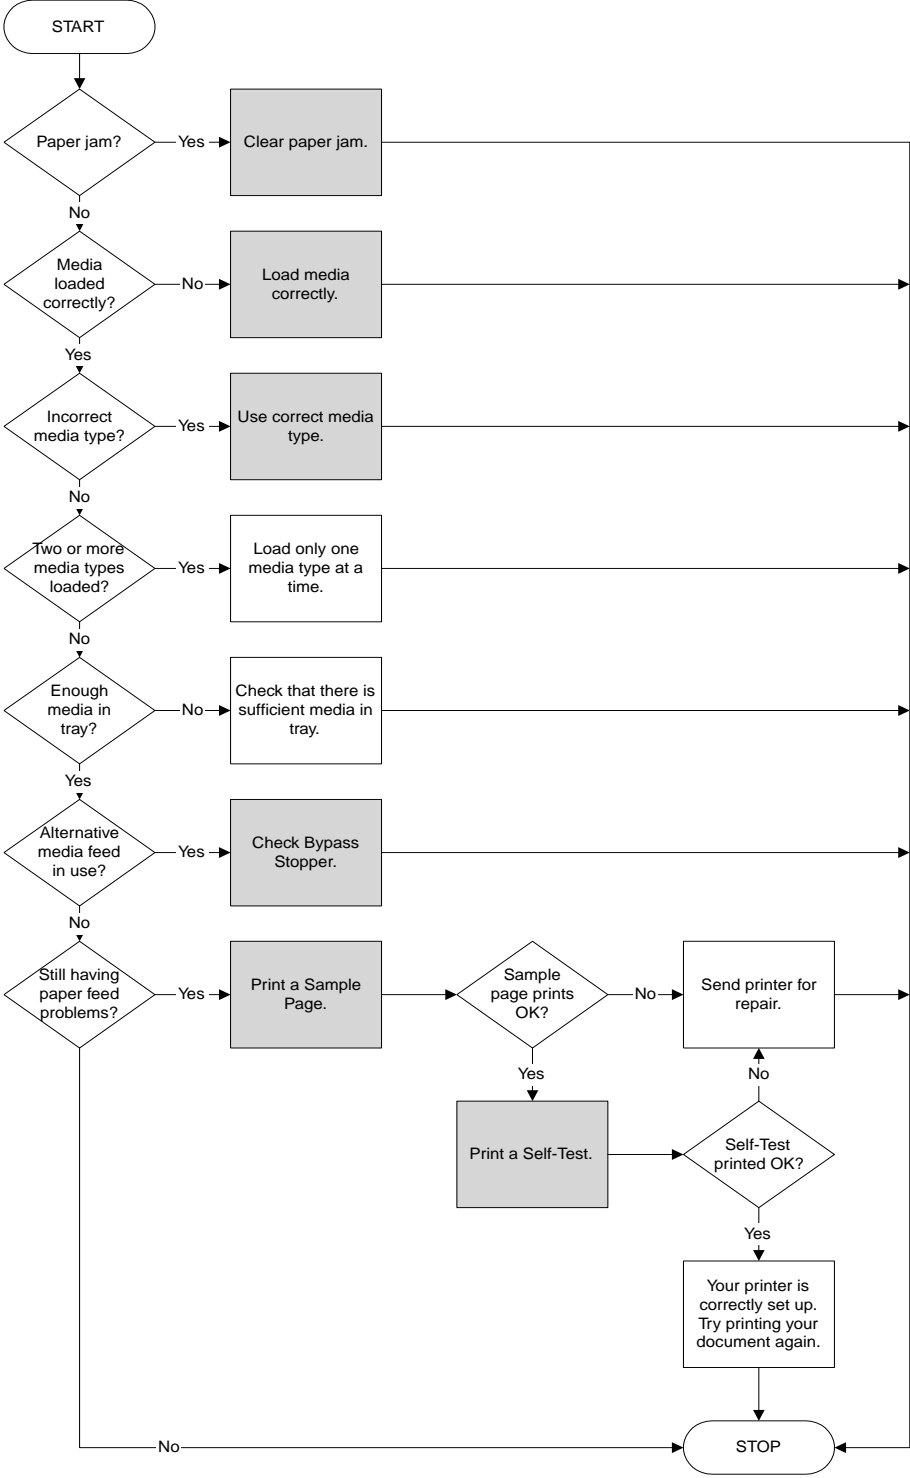 START
Paper jam?
Yes
Clear paper jam.
No
Media
loaded
correctly?
No
Load media
correctly.
Yes
Incorrect
media type?
Yes
Use correct media
type.
No
Two or more
media types
loaded?
Yes
Load only one
media type at a
time.
No
Enough
media in
tray?
No
Check that there is
sufficient media in
tray.
Yes
Alternative
media feed
in use?
Yes
Check Bypass
Stopper.
No
Still having
paper feed
problems?
Yes
Print a Sample
Page.
Sample
page prints
OK?
No
Send printer for
repair.
Yes
No
Print a Self-Test.
Self-Test
printed OK?
Yes
Your printer is
correctly set up.
Try printing your
document again.
No
STOP